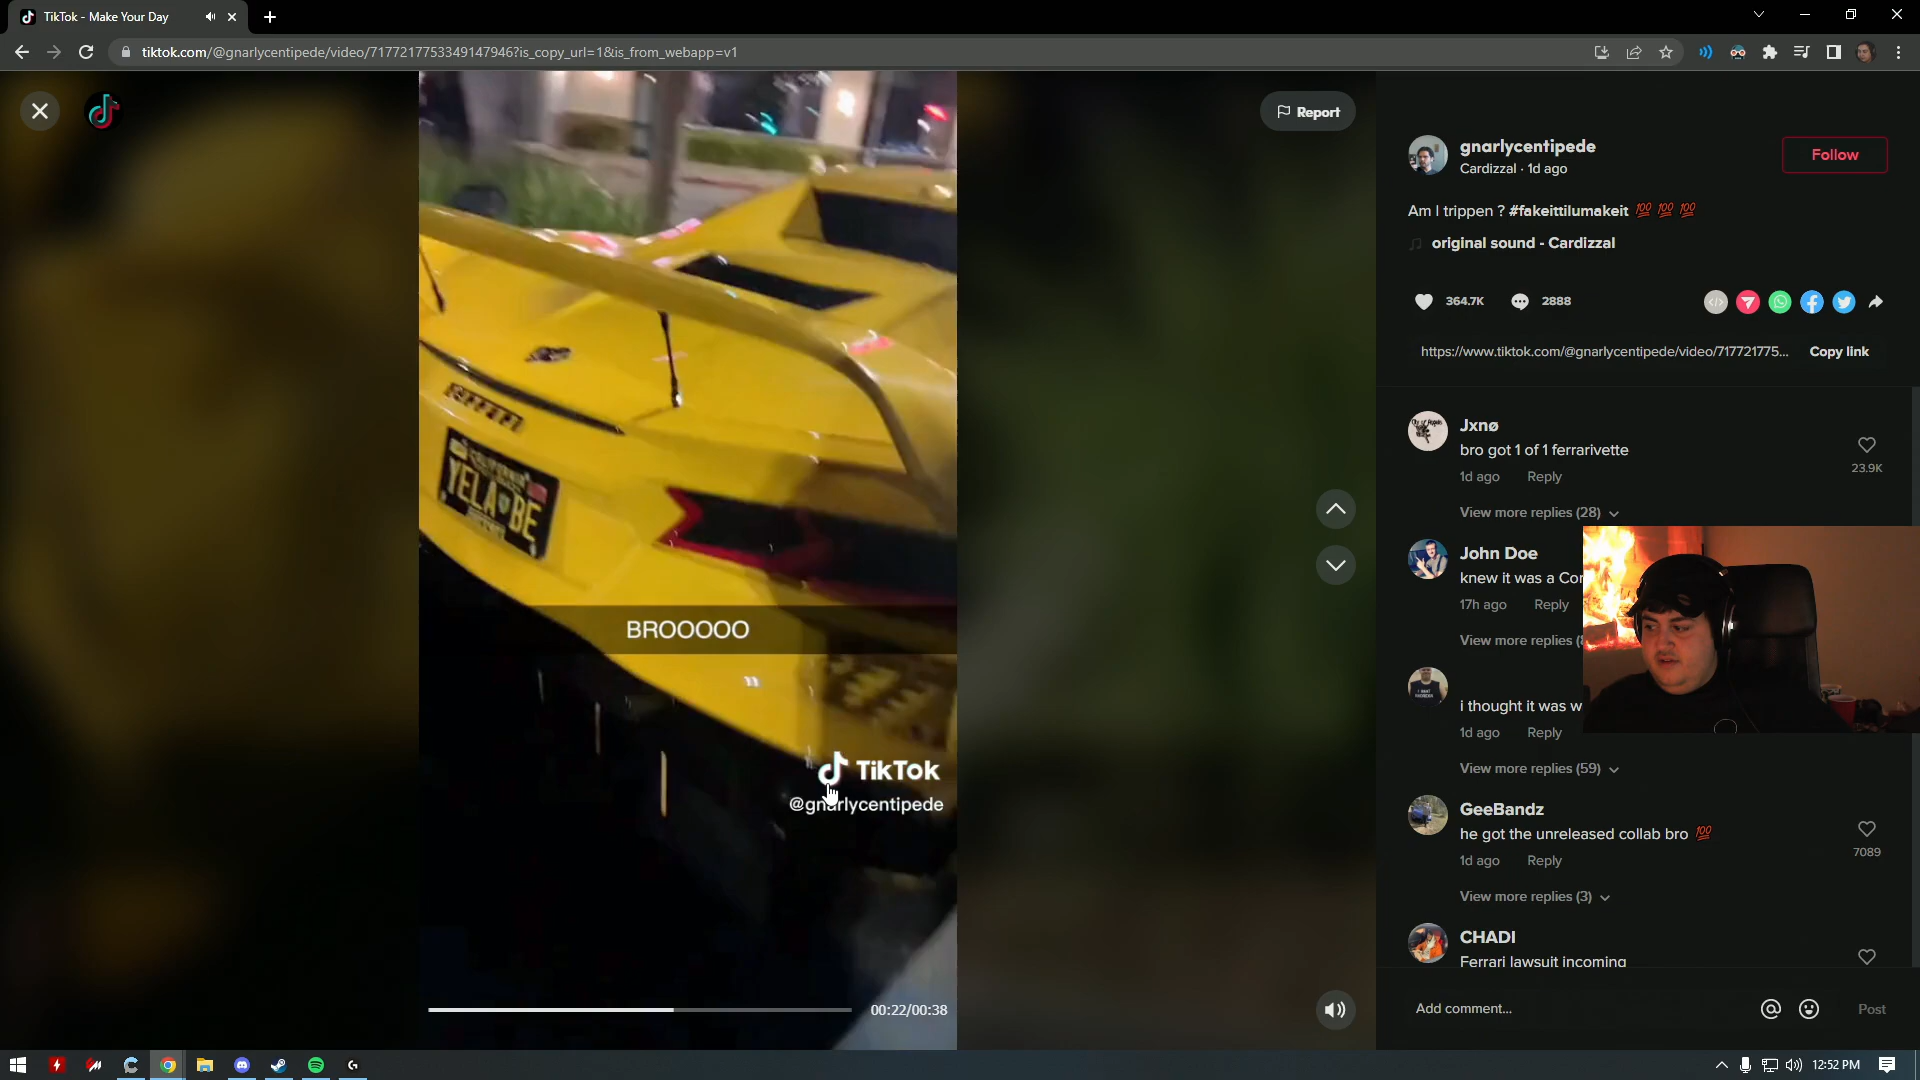 TikTok - Make Your Day
tiktok.com/@gnarlycentipede/video/7177217753349147946?is_copy_url=1&is_from_webapp=v1
Report
YELA BE
BROOOOO
TikTok
@gnarlycentipede
00:22/00:38
gnarlycentipede
Cardizzal · 1d ago
Follow
Am I trippen ? #fakeittilumakeit 💯 💯 💯
original sound - Cardizzal
364.7K
2888
https://www.tiktok.com/@gnarlycentipede/video/717721775...
Copy link
Jxnø
bro got 1 of 1 ferrarivette
1d ago Reply
23.9K
View more replies (28)
John Doe
knew it was a Cor
17h ago Reply
View more replies
i thought it was w
1d ago Reply
View more replies (59)
GeeBandz
he got the unreleased collab bro 💯
7089
1d ago Reply
View more replies (3)
CHADI
Ferrari lawsuit incoming
Add comment...
Post
12:52 PM